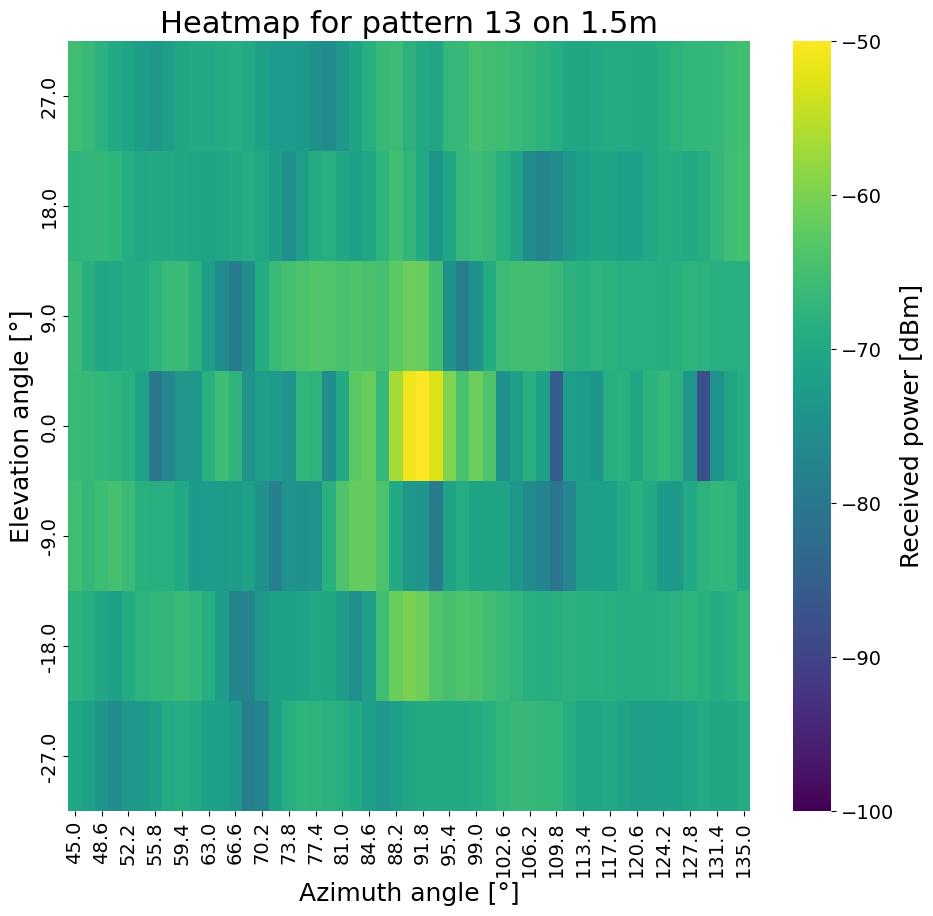 Heatmap for pattern 13 on 1.5m
Elevation angle [°]
27.0
18.0
9.0
0.0
-9.0
-18.0
-27.0
45.0 48.6 52.2 55.8 59.4 63.0 66.6 70.2 73.8 77.4 81.0 84.6 88.2 91.8 95.4 99.0 102.6 106.2 109.8 113.4 117.0 120.6 124.2 127.8 131.4 135.0
Azimuth angle [°]
−50
−60
−70
−80
−90
−100
Received power [dBm]